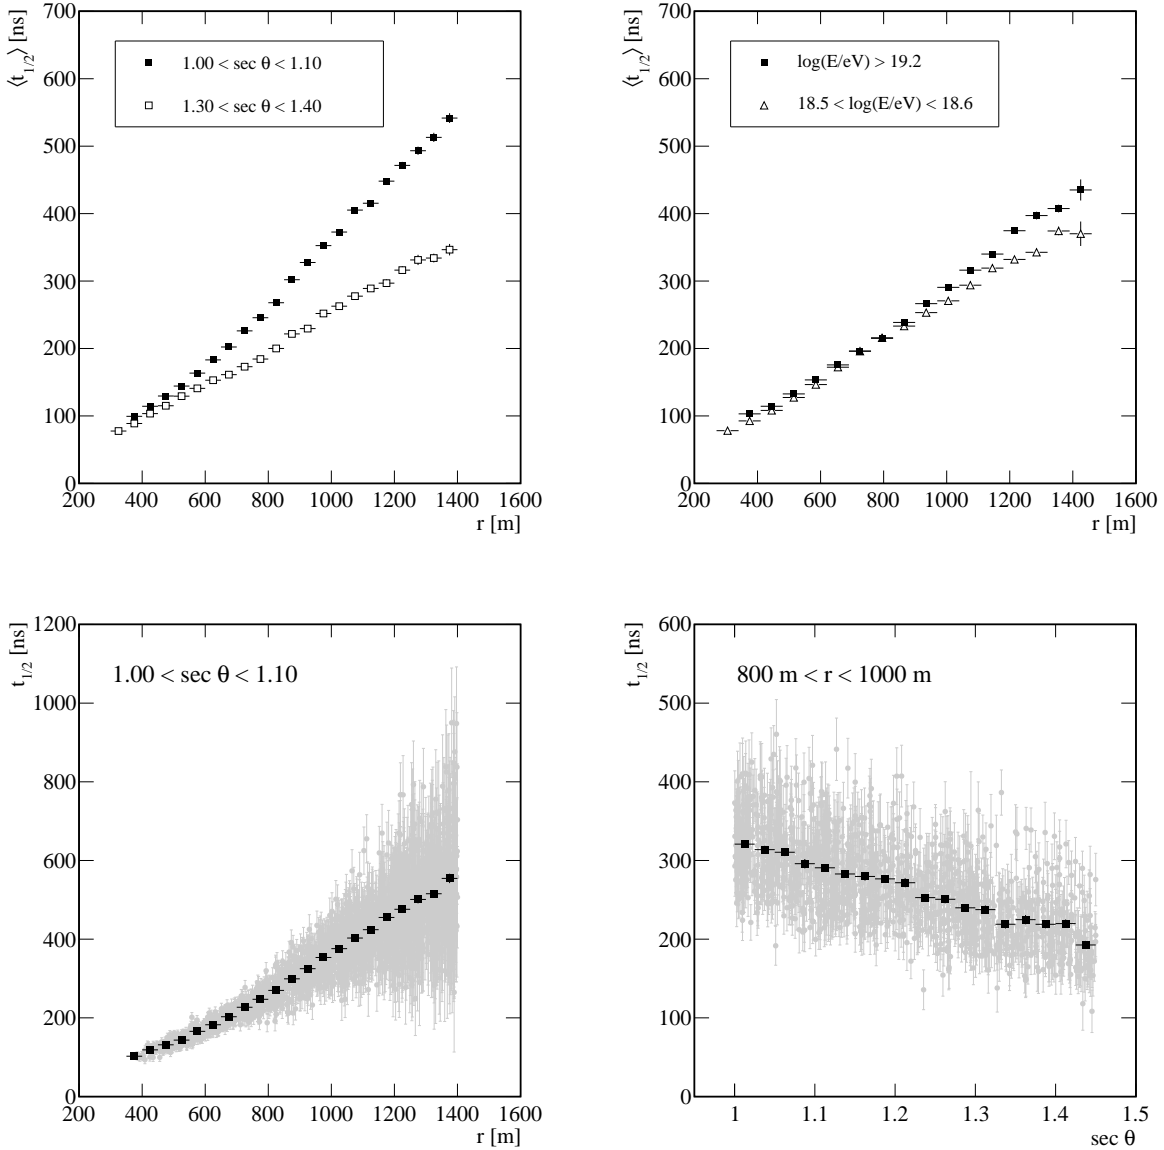 ⟨t1/2⟩ [ns]
700
600
500
400
300
200
100
0
1.00 < sec θ < 1.10
1.30 < sec θ < 1.40
200 400 600 800 1000 1200 1400 1600
r [m]
⟨t1/2⟩ [ns]
700
600
500
400
300
200
100
0
log(E/eV) > 19.2
18.5 < log(E/eV) < 18.6
200 400 600 800 1000 1200 1400 1600
r [m]
t1/2 [ns]
1200
1000
800
600
400
200
0
1.00 < sec θ < 1.10
200 400 600 800 1000 1200 1400 1600
r [m]
t1/2 [ns]
600
500
400
300
200
100
0
800 m < r < 1000 m
1 1.1 1.2 1.3 1.4 1.5
sec θ